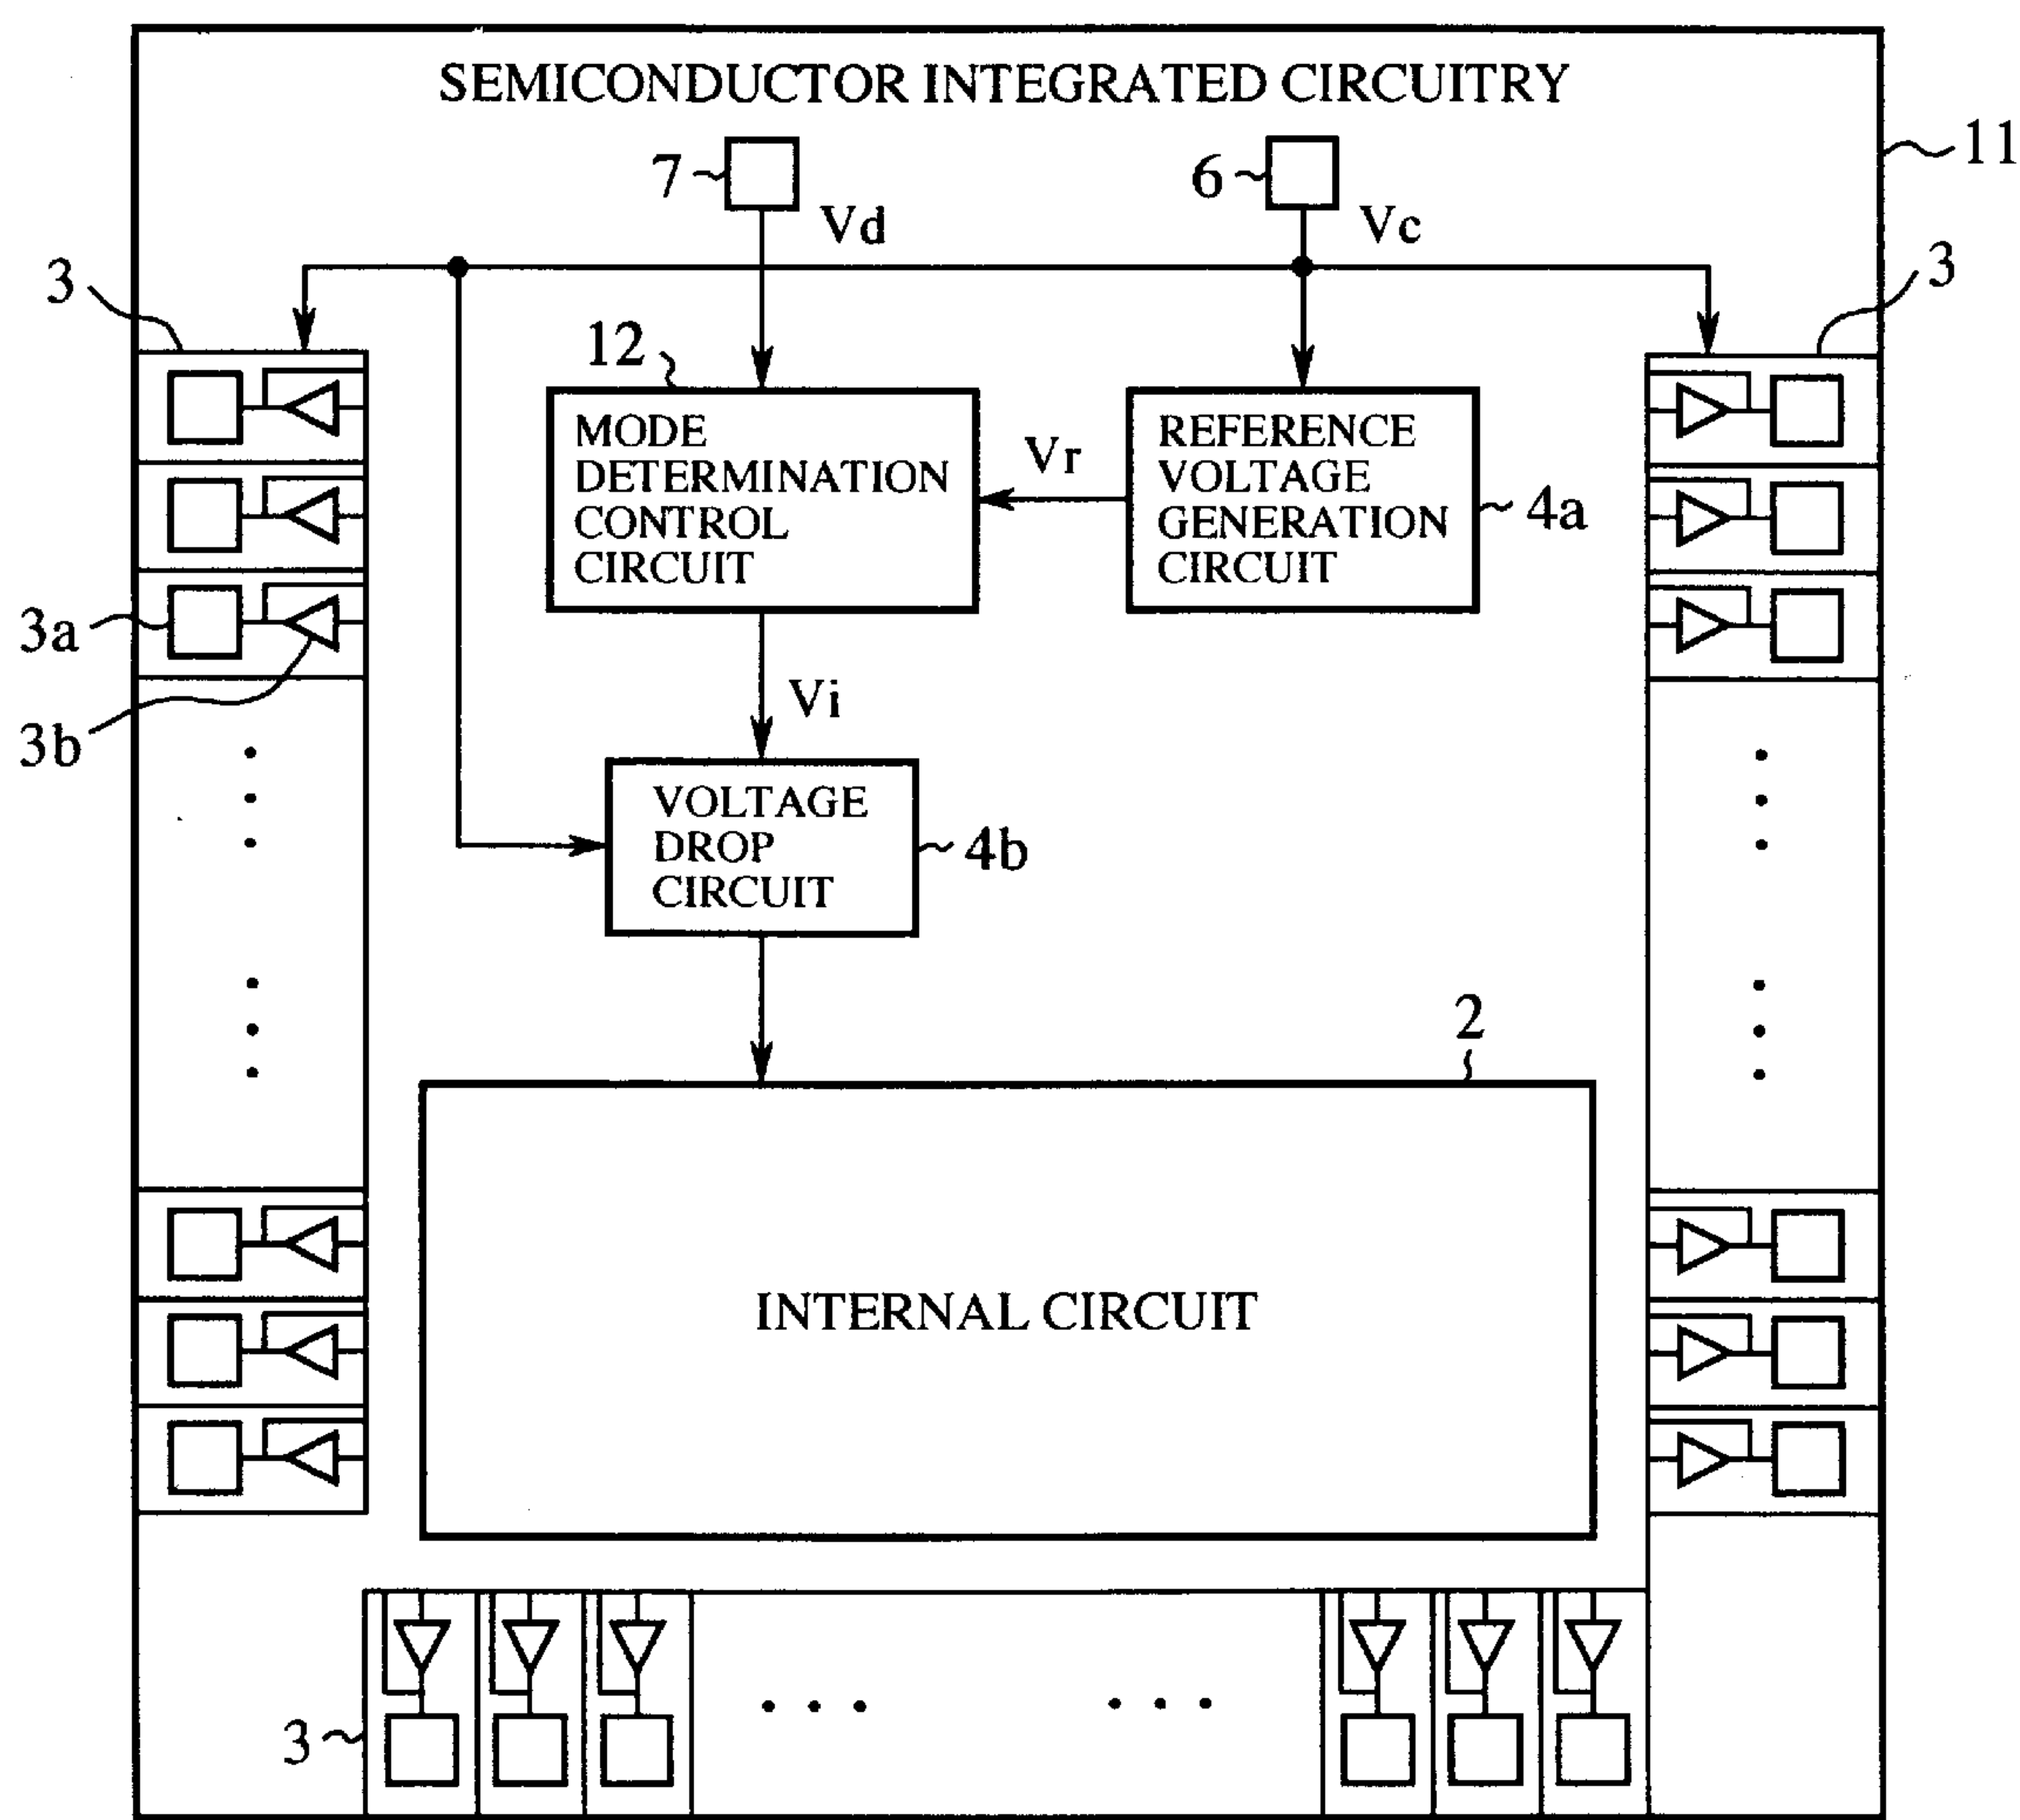 SEMICONDUCTOR INTEGRATED CIRCUITRY
11
7
6
Vd
Vc
3
3
12
MODE
DETERMINATION
CONTROL
CIRCUIT
Vr
REFERENCE
VOLTAGE
GENERATION
CIRCUIT
4a
3a
3b
Vi
VOLTAGE
DROP
CIRCUIT
4b
2
INTERNAL CIRCUIT
3